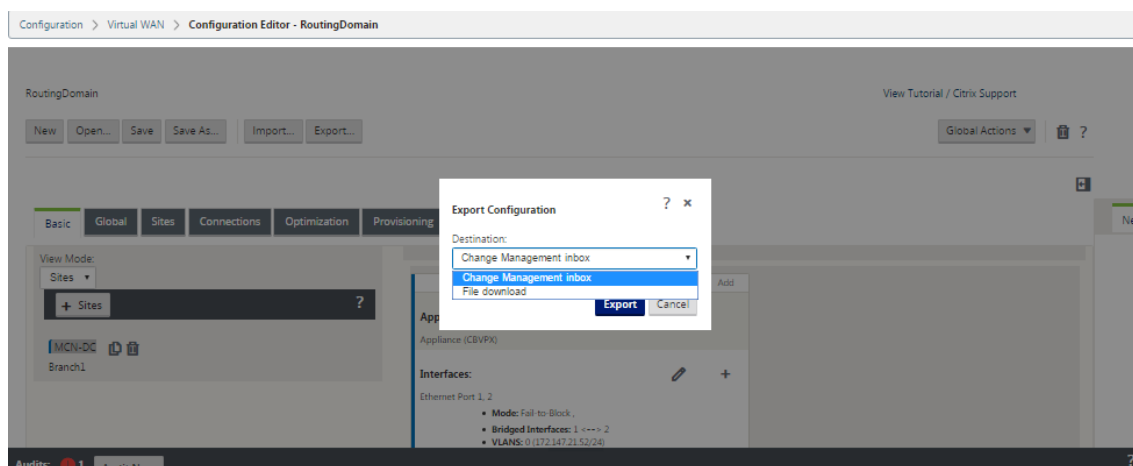 Configuration > Virtual WAN > Configuration Editor - RoutingDomain
RoutingDomain
View Tutorial / Citrix Support
New Open... Save Save As... Import... Export...
Global Actions ?
Export Configuration ? ×
Destination:
Change Management inbox
Change Management inbox
File download
Export Cancel
Basic Global Sites Connections Optimization Provisioning
Ne
View Mode:
Sites
+ Sites ?
MCN-DC
Branch1
Add
App
Appliance (CBVPX)
Interfaces: +
Ethernet Port 1, 2
• Mode: Fail-to-Block ,
• Bridged Interfaces: 1 <--> 2
• VLANS: 0 (172.147.21.52/24)
Audits: 1 ?